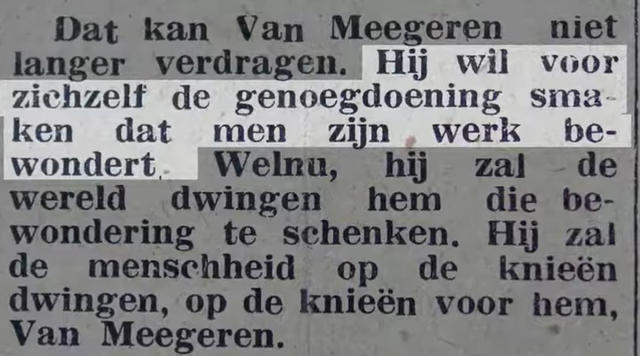 Dat kan Van Meegeren niet
langer verdragen. Hij wil voor
zichzelf de genoegdoening sma-
ken dat men zijn werk be-
wondert. Welnu, hij zal de
wereld dwingen hem die be-
wondering te schenken. Hij zal
de menschheid op de knieën
dwingen, op de knieën voor hem,
Van Meegeren.